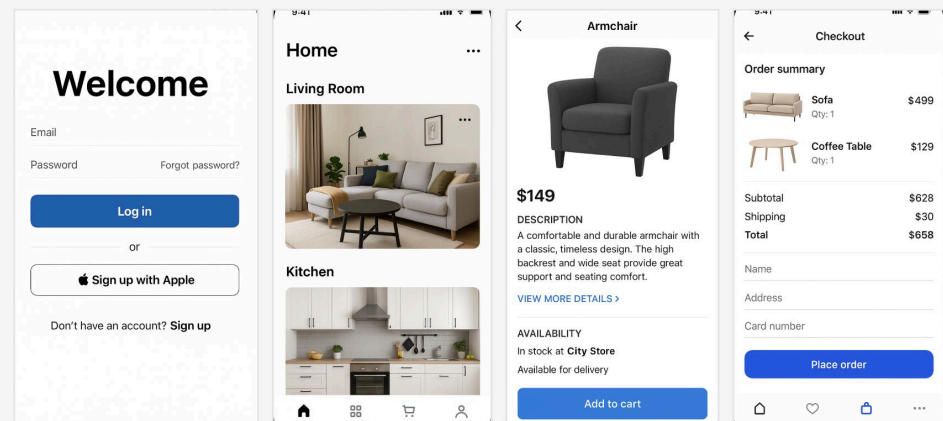 Welcome
Email
Password
Forgot password?
Log in
or
Sign up with Apple
Don't have an account? Sign up
9:41
Home
Living Room
Kitchen
Armchair
$149
DESCRIPTION
A comfortable and durable armchair with
a classic, timeless design. The high
backrest and wide seat provide great
support and seating comfort.
VIEW MORE DETAILS >
AVAILABILITY
In stock at City Store
Available for delivery
Add to cart
9:41
Checkout
Order summary
Sofa $499
Qty: 1
Coffee Table $129
Qty: 1
Subtotal $628
Shipping $30
Total $658
Name
Address
Card number
Place order